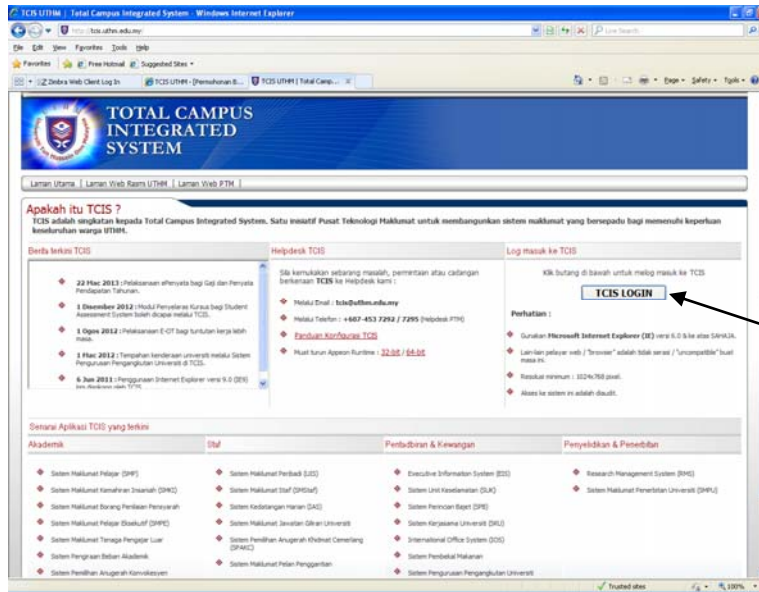 TCIS UTHM | Total Campus Integrated System - Windows Internet Explorer
http://tcis.uthm.edu.my/
Live Search
File Edit View Favorites Tools Help
Favorites Free Hotmail Suggested Sites
Zimbra Web Client Log In TCIS UTHM - [Permohonan B... TCIS UTHM | Total Camp...
Page Safety Tools
TOTAL CAMPUS
INTEGRATED
SYSTEM
Laman Utama | Laman Web Rasmi UTHM | Laman Web PTM |
Apakah itu TCIS ?
TCIS adalah singkatan kepada Total Campus Integrated System. Satu inisiatif Pusat Teknologi Maklumat untuk membangunkan sistem maklumat yang bersepadu bagi memenuhi keperluan
keseluruhan warga UTHM.
Berita terkini TCIS
22 Mac 2013 : Pelaksanaan ePenyata bagi Gaji dan Penyata
Pendapatan Tahunan.
1 Disember 2012 : Modul Penyelaras Kursus bagi Student
Assessment System boleh dicapai melalui TCIS.
1 Ogos 2012 : Pelaksanaan E-OT bagi tuntutan kerja lebih
masa.
1 Mac 2012 : Tempahan kenderaan universiti melalui Sistem
Pengurusan Pengangkutan Universiti di TCIS.
6 Jun 2011 : Penggunaan Internet Explorer versi 9.0 (IE9)
Helpdesk TCIS
Sila kemukakan sebarang masalah, permintaan atau cadangan
berkenaan TCIS ke Helpdesk kami :
Melalui Email : tcis@uthm.edu.my
Melalui Telefon : +607-453 7292 / 7295 (Helpdesk PTM)
Panduan Konfigurasi TCIS
Muat turun Appeon Runtime : 32-bit / 64-bit
Log masuk ke TCIS
Klik butang di bawah untuk melog masuk ke TCIS
TCIS LOGIN
Perhatian :
Gunakan Microsoft Internet Explorer (IE) versi 6.0 & ke atas SAHAJA.
Lain-lain pelayar web / "browser" adalah tidak serasi / "uncompatible" buat
masa ini.
Resolusi minimum : 1024x768 pixel.
Akses ke sistem ini adalah diaudit.
Senarai Aplikasi TCIS yang terkini
Akademik
Sistem Maklumat Pelajar (SMP)
Sistem Maklumat Kemahiran Insaniah (SMKI)
Sistem Maklumat Borang Penilaian Pensyarah
Sistem Maklumat Pelajar Eksekutif (SMPE)
Sistem Maklumat Tenaga Pengajar Luar
Sistem Pengiraan Beban Akademik
Sistem Pemilihan Anugerah Konvokesyen
Staf
Sistem Maklumat Peribadi (UIS)
Sistem Maklumat Staf (SMStaf)
Sistem Kedatangan Harian (SAS)
Sistem Maklumat Jawatan Giliran Universiti
Sistem Pemilihan Anugerah Khidmat Cemerlang
(SPAKC)
Sistem Maklumat Pelan Penggantian
Pentadbiran & Kewangan
Executive Information System (EIS)
Sistem Unit Keselamatan (SUK)
Sistem Perincian Bajet (SPB)
Sistem Kerjasama Universiti (SKU)
International Office System (IOS)
Sistem Pembekal Makanan
Sistem Pengurusan Pengangkutan Universiti
Penyelidikan & Penerbitan
Research Management System (RMS)
Sistem Maklumat Penerbitan Universiti (SMPU)
Trusted sites 100%